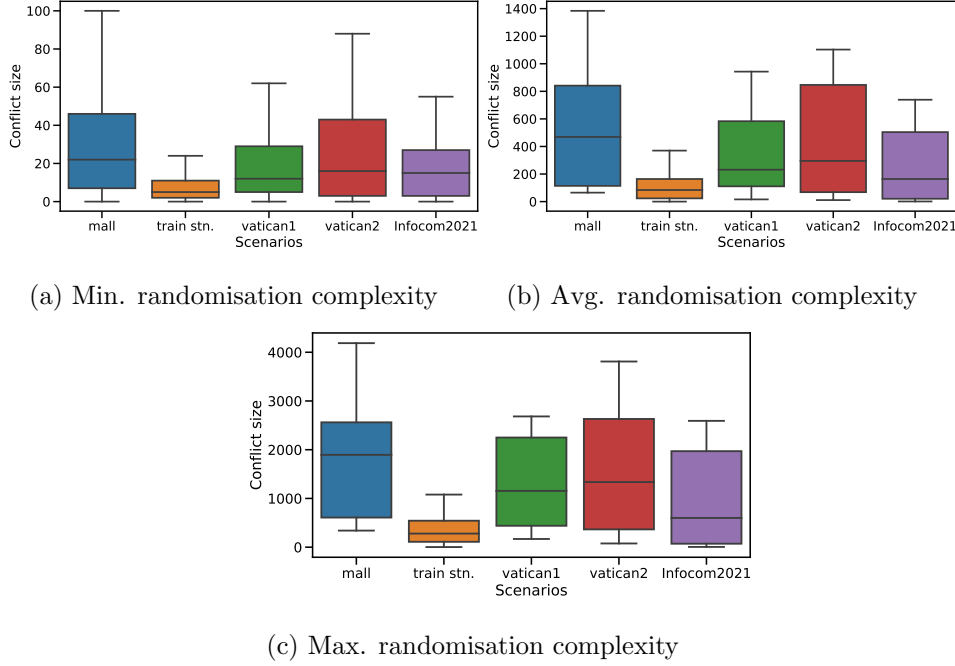 100
80
60
40
20
0
Conflict size
mall train stn. vatican1 vatican2 Infocom2021
Scenarios
1400
1200
1000
800
600
400
200
0
Conflict size
mall train stn. vatican1 vatican2 Infocom2021
Scenarios
(a) Min. randomisation complexity
(b) Avg. randomisation complexity
4000
3000
2000
1000
0
Conflict size
mall train stn. vatican1 vatican2 Infocom2021
Scenarios
(c) Max. randomisation complexity